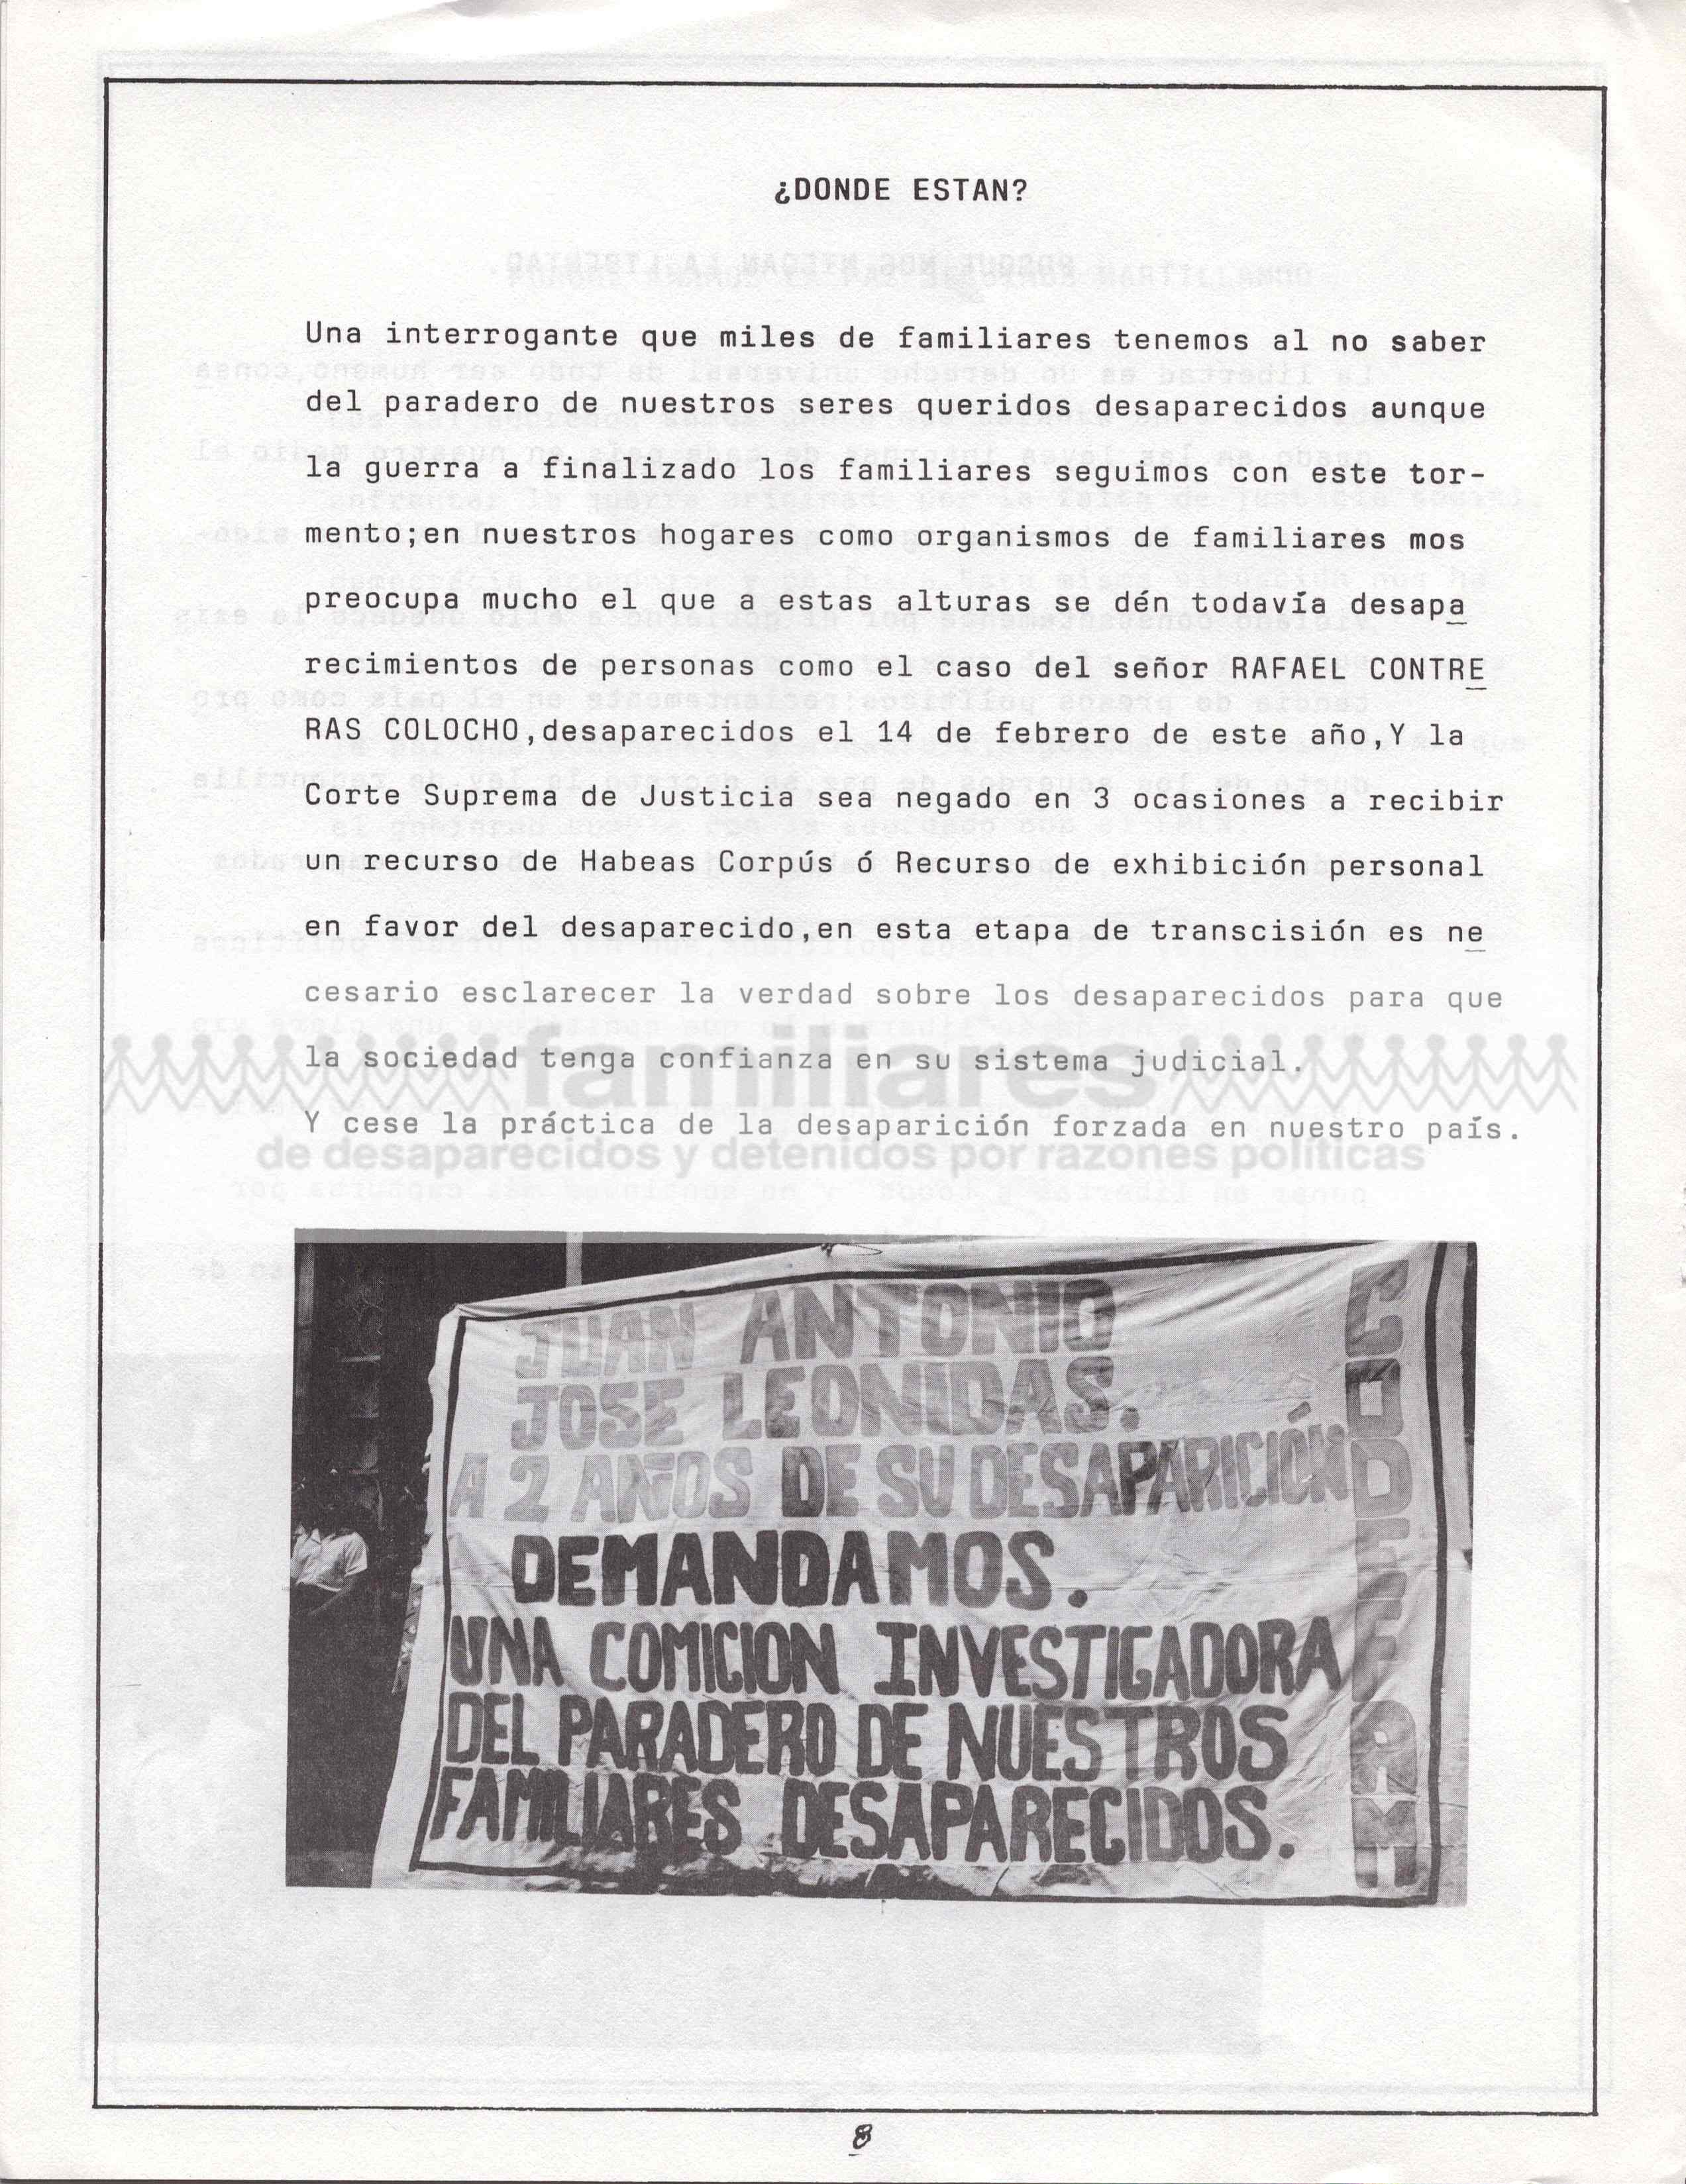 ¿DONDE ESTAN?
Una interrogante que miles de familiares tenemos al no saber
del paradero de nuestros seres queridos desaparecidos aunque
la guerra a finalizado los familiares seguimos con este tor-
mento;en nuestros hogares como organismos de familiares mos
preocupa mucho el que a estas alturas se dén todavía desapa
recimientos de personas como el caso del señor RAFAEL CONTRE
RAS COLOCHO,desaparecidos el 14 de febrero de este año,Y la
Corte Suprema de Justicia sea negado en 3 ocasiones a recibir
un recurso de Habeas Corpús ó Recurso de exhibición personal
en favor del desaparecido,en esta etapa de transcisión es ne
cesario esclarecer la verdad sobre los desaparecidos para que
la sociedad tenga confianza en su sistema judicial.
familiares
Y cese la práctica de la desaparición forzada en nuestro país.
de desaparecidos y detenidos por razones políticas
JUAN ANTONIO
JOSE LEONIDAS.
A 2 AÑOS DE SU DESAPARICIÓN
DEMANDAMOS.
UNA COMICION INVESTIGADORA
DEL PARADERO DE NUESTROS
FAMILIARES DESAPARECIDOS.
CODEFAM
8